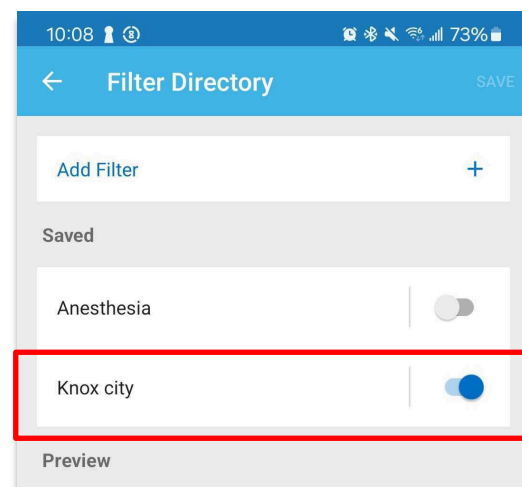 10:08 73%
Filter Directory SAVE
Add Filter +
Saved
Anesthesia
Knox city
Preview